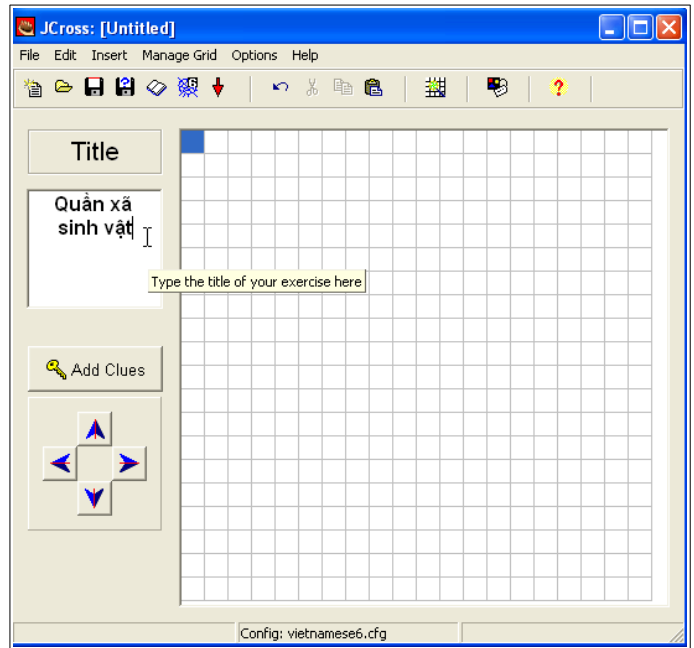 JCross: [Untitled]
File Edit Insert Manage Grid Options Help
Title
Quần xã
sinh vật
Type the title of your exercise here
Add Clues
Config: vietnamese6.cfg